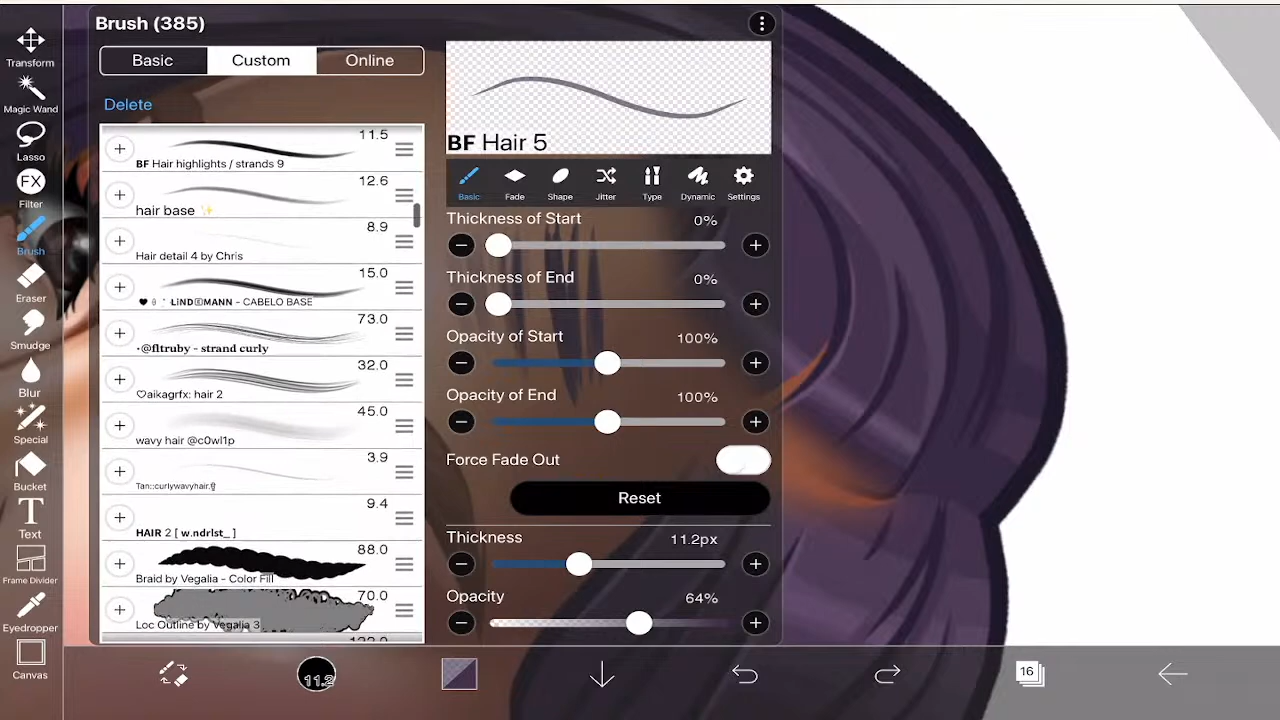 Brush (385)
Basic
Custom
Online
Delete
11.5
BF Hair highlights / strands 9
12.6
hair base ✨
8.9
Hair detail 4 by Chris
15.0
CABELO BASE
73.0
·@fltruby - strand curly
32.0
♡aikagrfx: hair 2
45.0
wavy hair @c0wl1p
3.9
Tan:;curlywavyhair.
9.4
HAIR 2 [ w.ndrlst_ ]
88.0
Braid by Vegalia - Color Fill
70.0
Loc Outline by Vegalia 3
BF Hair 5
Basic
Fade
Shape
Jitter
Type
Dynamic
Settings
Thickness of Start
0%
Thickness of End
0%
Opacity of Start
100%
Opacity of End
100%
Force Fade Out
Reset
Thickness
11.2px
Opacity
64%
Transform
Magic Wand
Lasso
FX
Filter
Brush
Eraser
Smudge
Blur
Special
Bucket
T
Text
Frame Divider
Eyedropper
Canvas
11.2
16